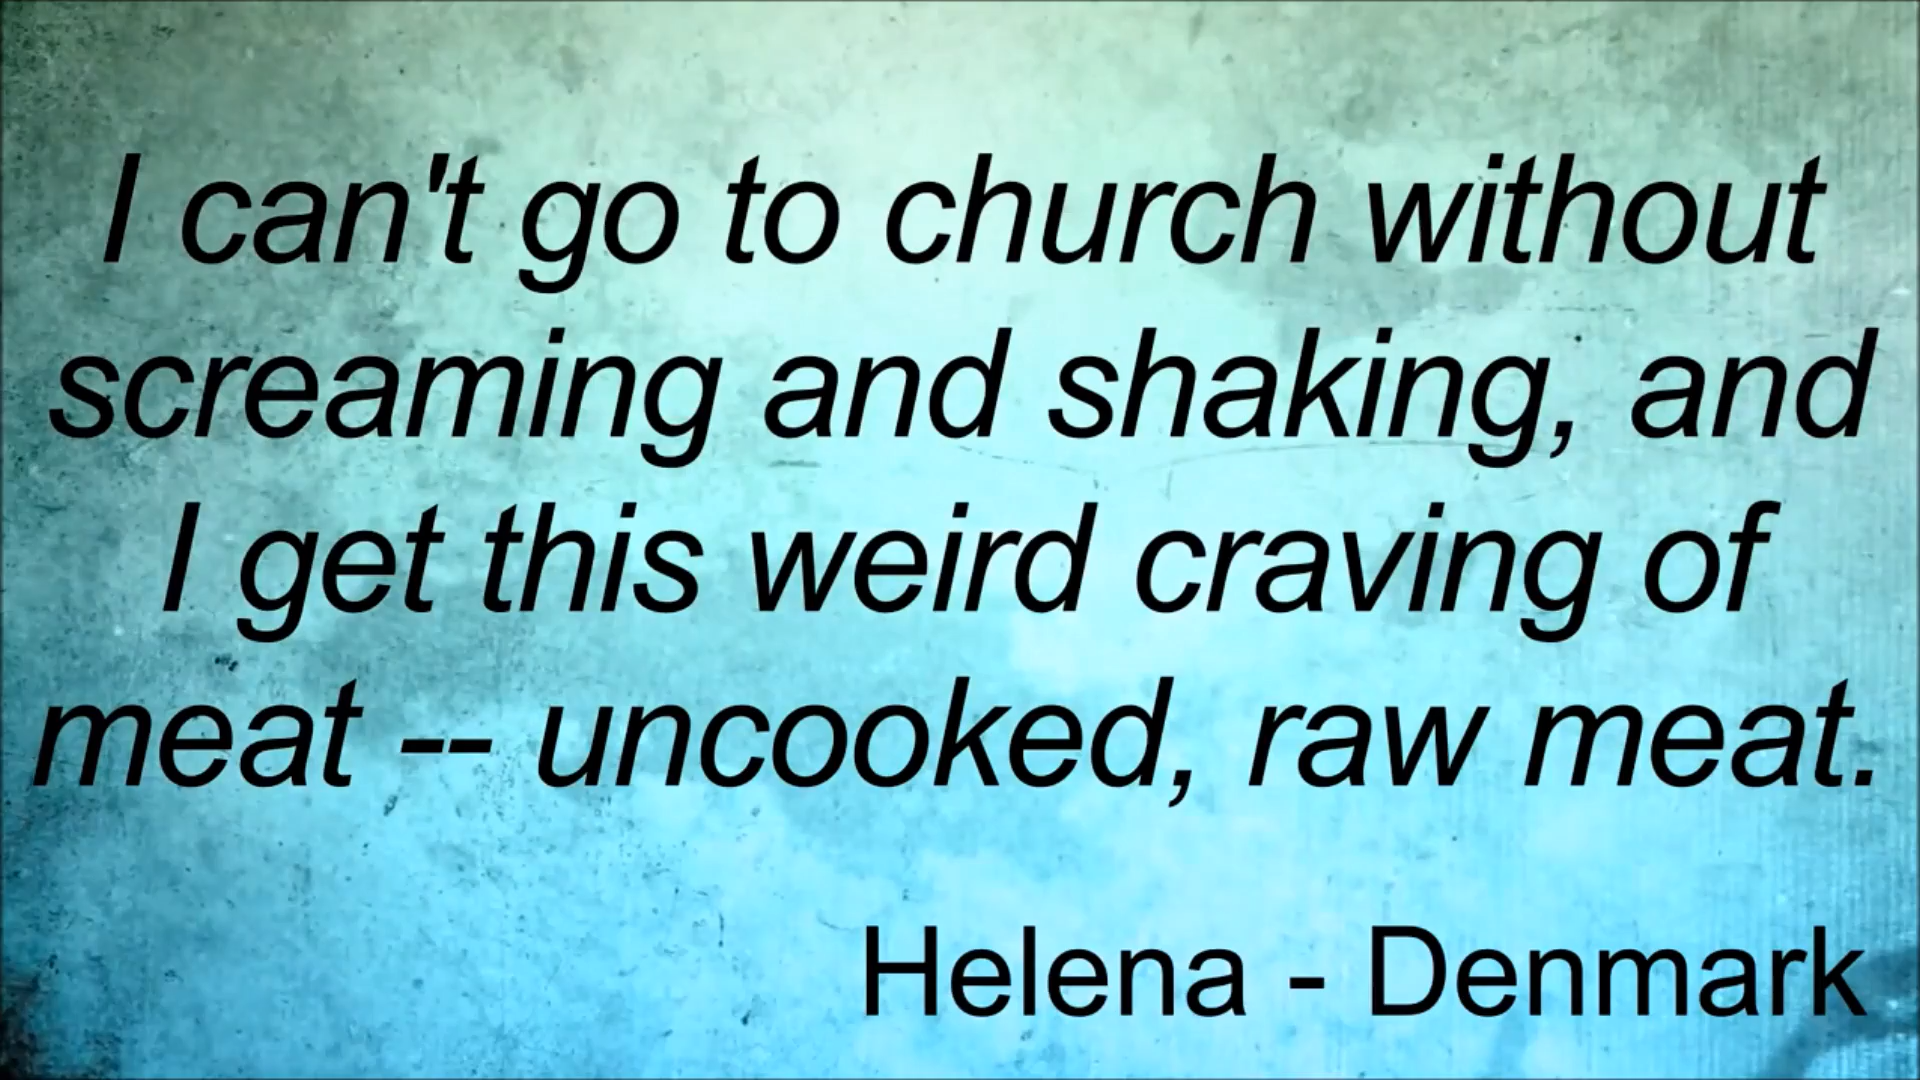 I can't go to church without
screaming and shaking, and
I get this weird craving of
meat -- uncooked, raw meat.
Helena - Denmark